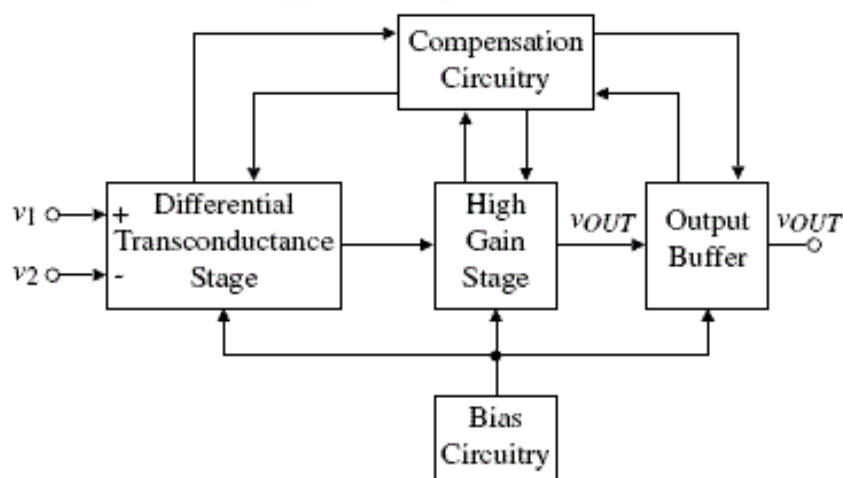 Compensation
Circuitry
v1
+
Differential
Transconductance
Stage
v2
-
High
Gain
Stage
vOUT
Output
Buffer
vOUT
Bias
Circuitry